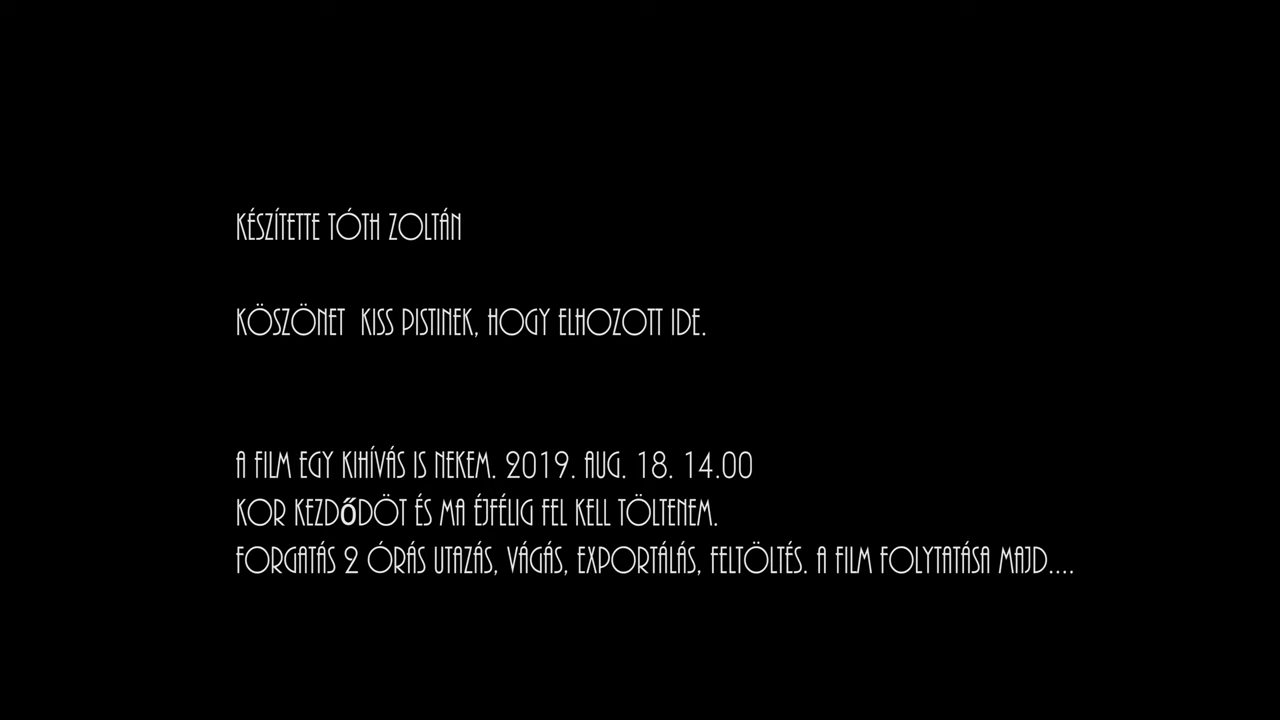 KÉSZÍTETTE TÓTH ZOLTÁN
KÖSZÖNET KISS PISTINEK, HOGY ELHOZOTT IDE.
A FILM EGY KIHÍVÁS IS NEKEM. 2019. AUG. 18. 14.00
KOR KEZDŐDÖT ÉS MA ÉJFÉLIG FEL KELL TÖLTENEM.
FORGATÁS 2 ÓRÁS UTAZÁS, VÁGÁS, EXPORTÁLÁS, FELTÖLTÉS. A FILM FOLYTATÁSA MAJD....